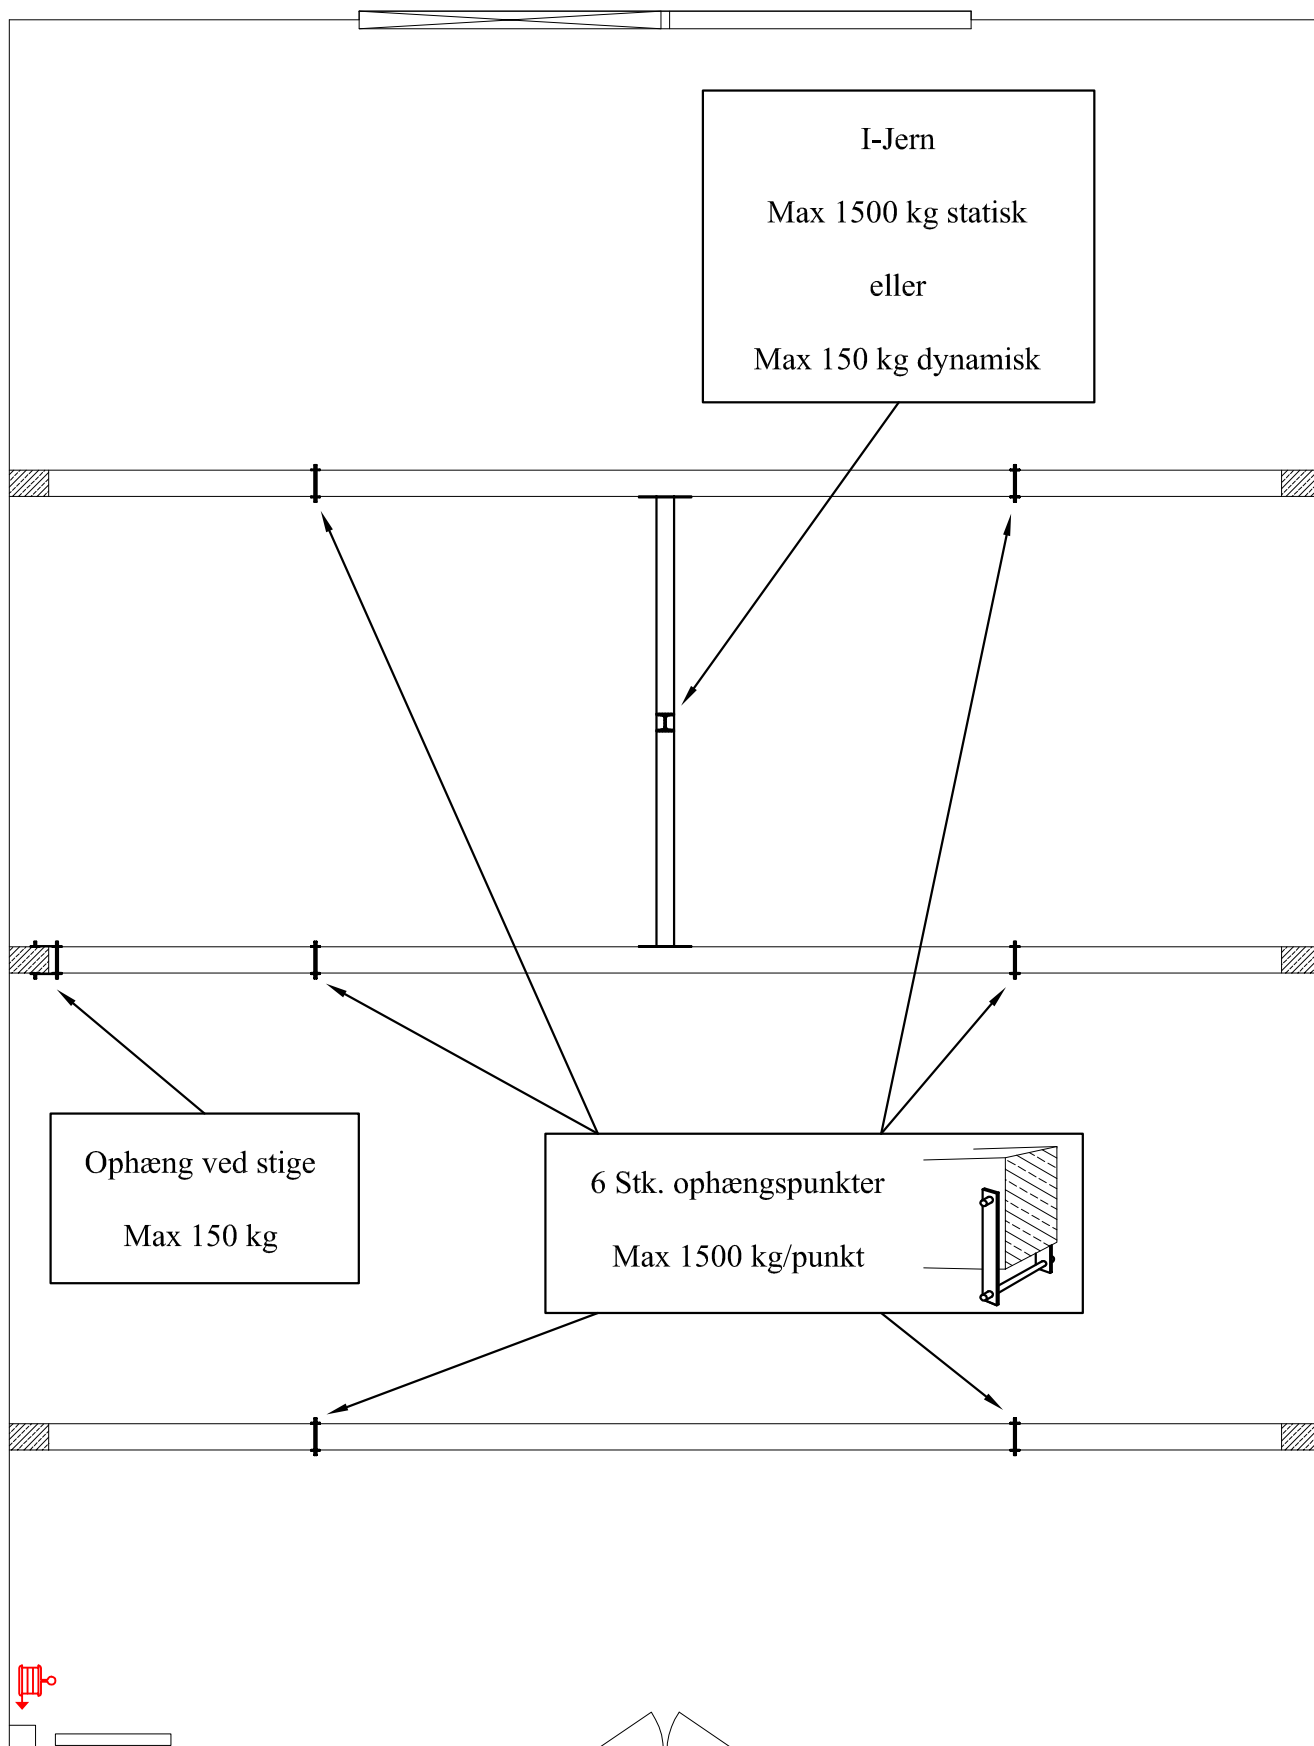 I-Jern
Max 1500 kg statisk
eller
Max 150 kg dynamisk
Ophæng ved stige
Max 150 kg
6 Stk. ophængspunkter
Max 1500 kg/punkt